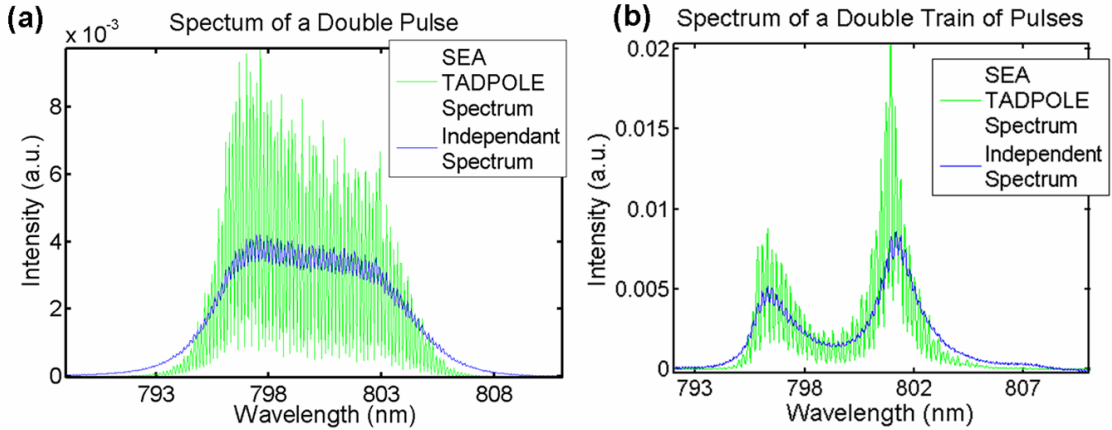 (a)
Spectum of a Double Pulse
x 10⁻³
SEA
TADPOLE
Spectrum
Independant
Spectrum
8
6
4
2
0
Intensity (a.u.)
793 798 803 808
Wavelength (nm)
(b)
Spectrum of a Double Train of Pulses
SEA
TADPOLE
Spectrum
Independent
Spectrum
0.02
0.015
0.01
0.005
0
Intensity (a.u.)
793 798 802 807
Wavelength (nm)